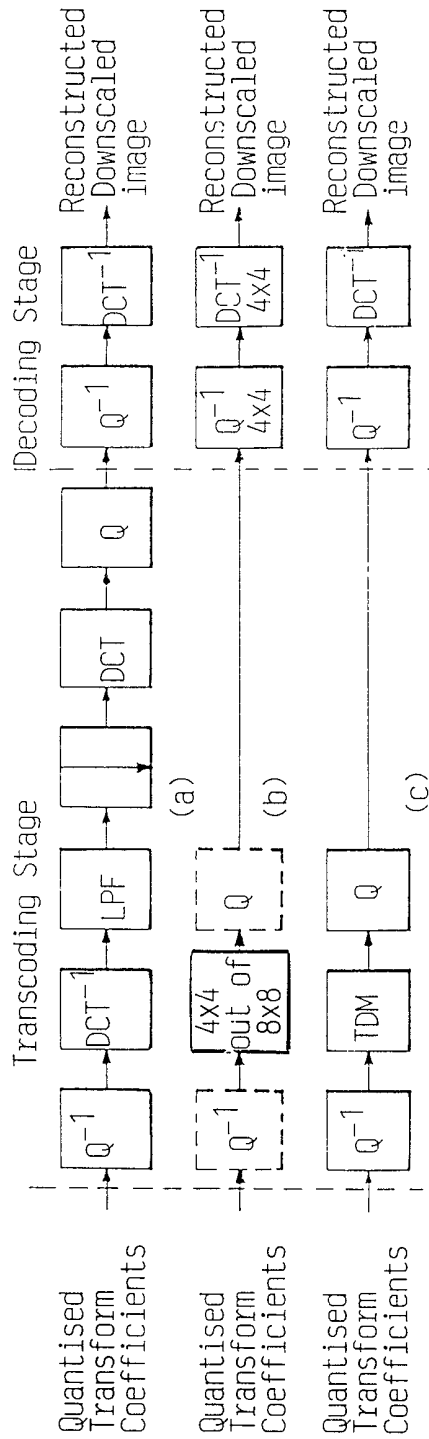 Transcoding Stage
Decoding Stage
Quantised
Transform
Coefficients
Q⁻¹
DCT⁻¹
LPF
DCT
Q
Q⁻¹
DCT⁻¹
Reconstructed
Downscaled
image
(a)
Quantised
Transform
Coefficients
Q⁻¹
4x4
out of
8x8
Q
Q⁻¹
4x4
DCT⁻¹
4x4
Reconstructed
Downscaled
image
(b)
Quantised
Transform
Coefficients
Q⁻¹
TDM
Q
Q⁻¹
DCT⁻¹
Reconstructed
Downscaled
image
(c)